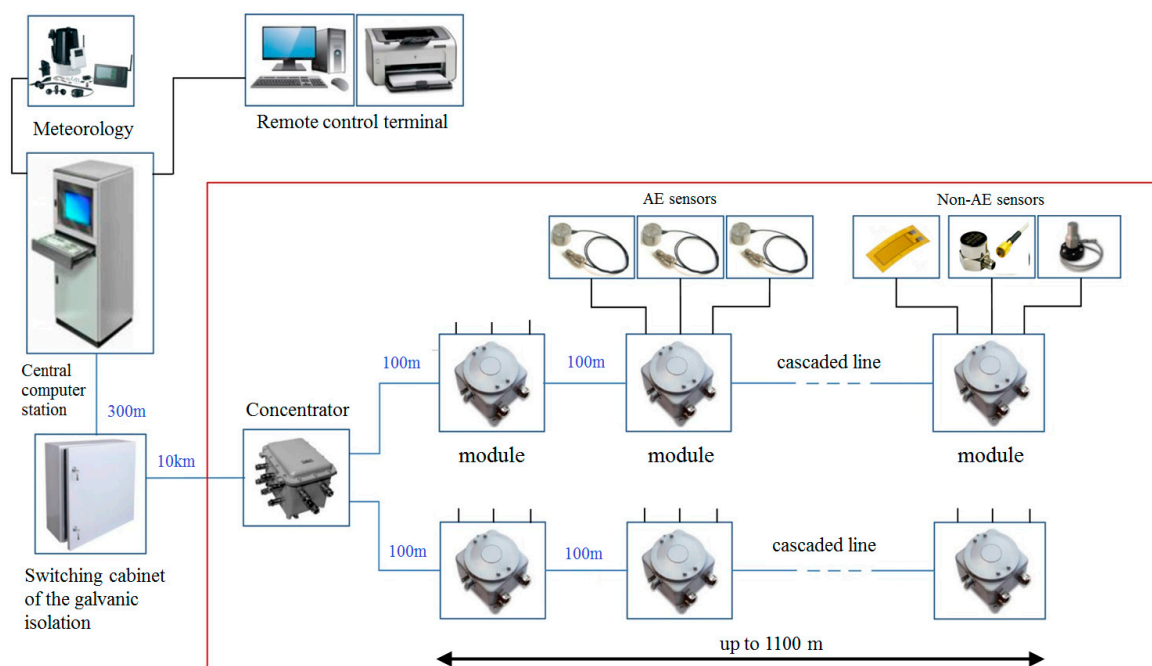 Meteorology
Remote control terminal
AE sensors
Non-AE sensors
Central
computer
station
300m
Concentrator
10km
100m
100m
cascaded line
module
module
module
100m
100m
cascaded line
Switching cabinet
of the galvanic
isolation
up to 1100 m